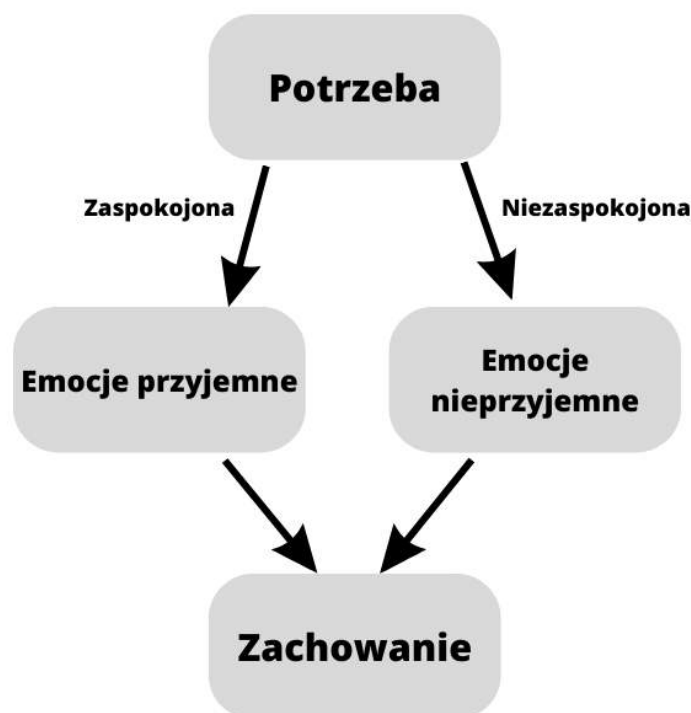 Potrzeba
Zaspokojona
Niezaspokojona
Emocje przyjemne
Emocje
nieprzyjemne
Zachowanie